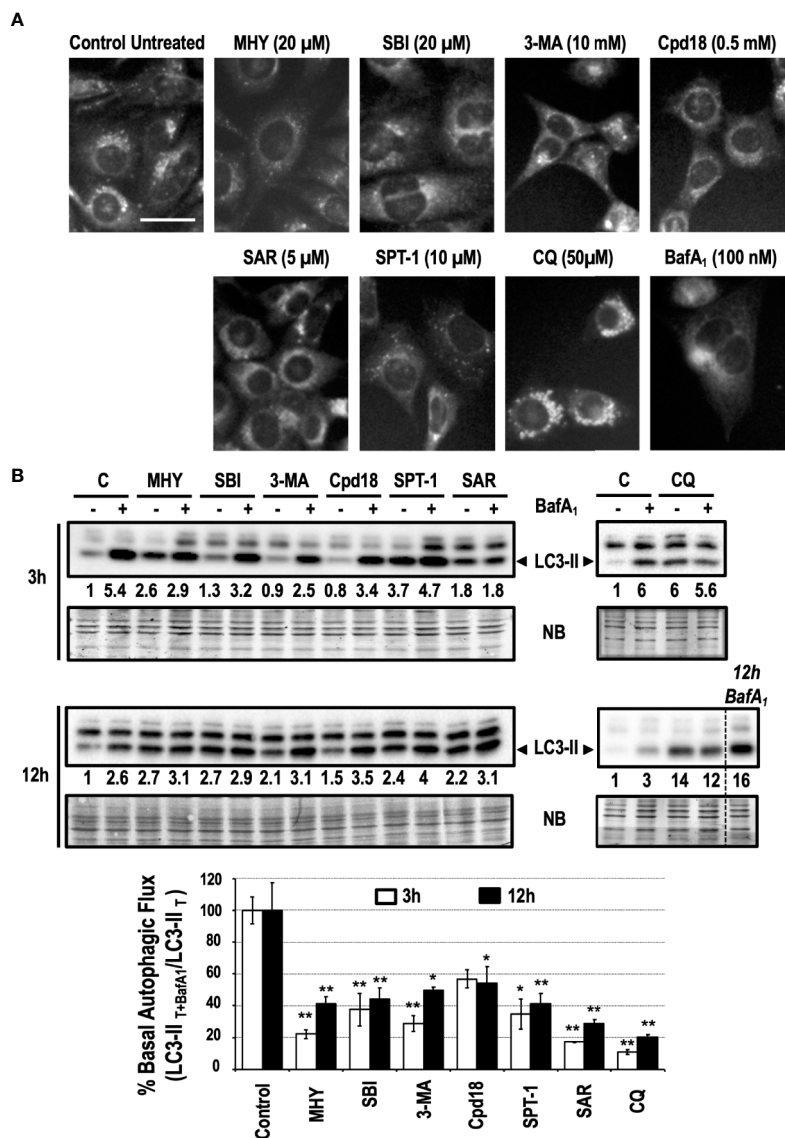 A
Control Untreated MHY (20 µM) SBI (20 µM) 3-MA (10 mM) Cpd18 (0.5 mM)
SAR (5 µM) SPT-1 (10 µM) CQ (50µM) BafA1 (100 nM)
B
C MHY SBI 3-MA Cpd18 SPT-1 SAR C CQ
- + - + - + - + - + - + - + BafA1 - + - +
3h
LC3-II
1 5.4 2.6 2.9 1.3 3.2 0.9 2.5 0.8 3.4 3.7 4.7 1.8 1.8 1 6 6 5.6
NB
12h
BafA1
12h
LC3-II
1 2.6 2.7 3.1 2.7 2.9 2.1 3.1 1.5 3.5 2.4 4 2.2 3.1 1 3 14 12 16
NB
% Basal Autophagic Flux
(LC3-II T+BafA1/LC3-II T)
120
100
80
60
40
20
0
3h 12h
** ** ** ** ** * * * ** ** ** ** **
Control MHY SBI 3-MA Cpd18 SPT-1 SAR CQ